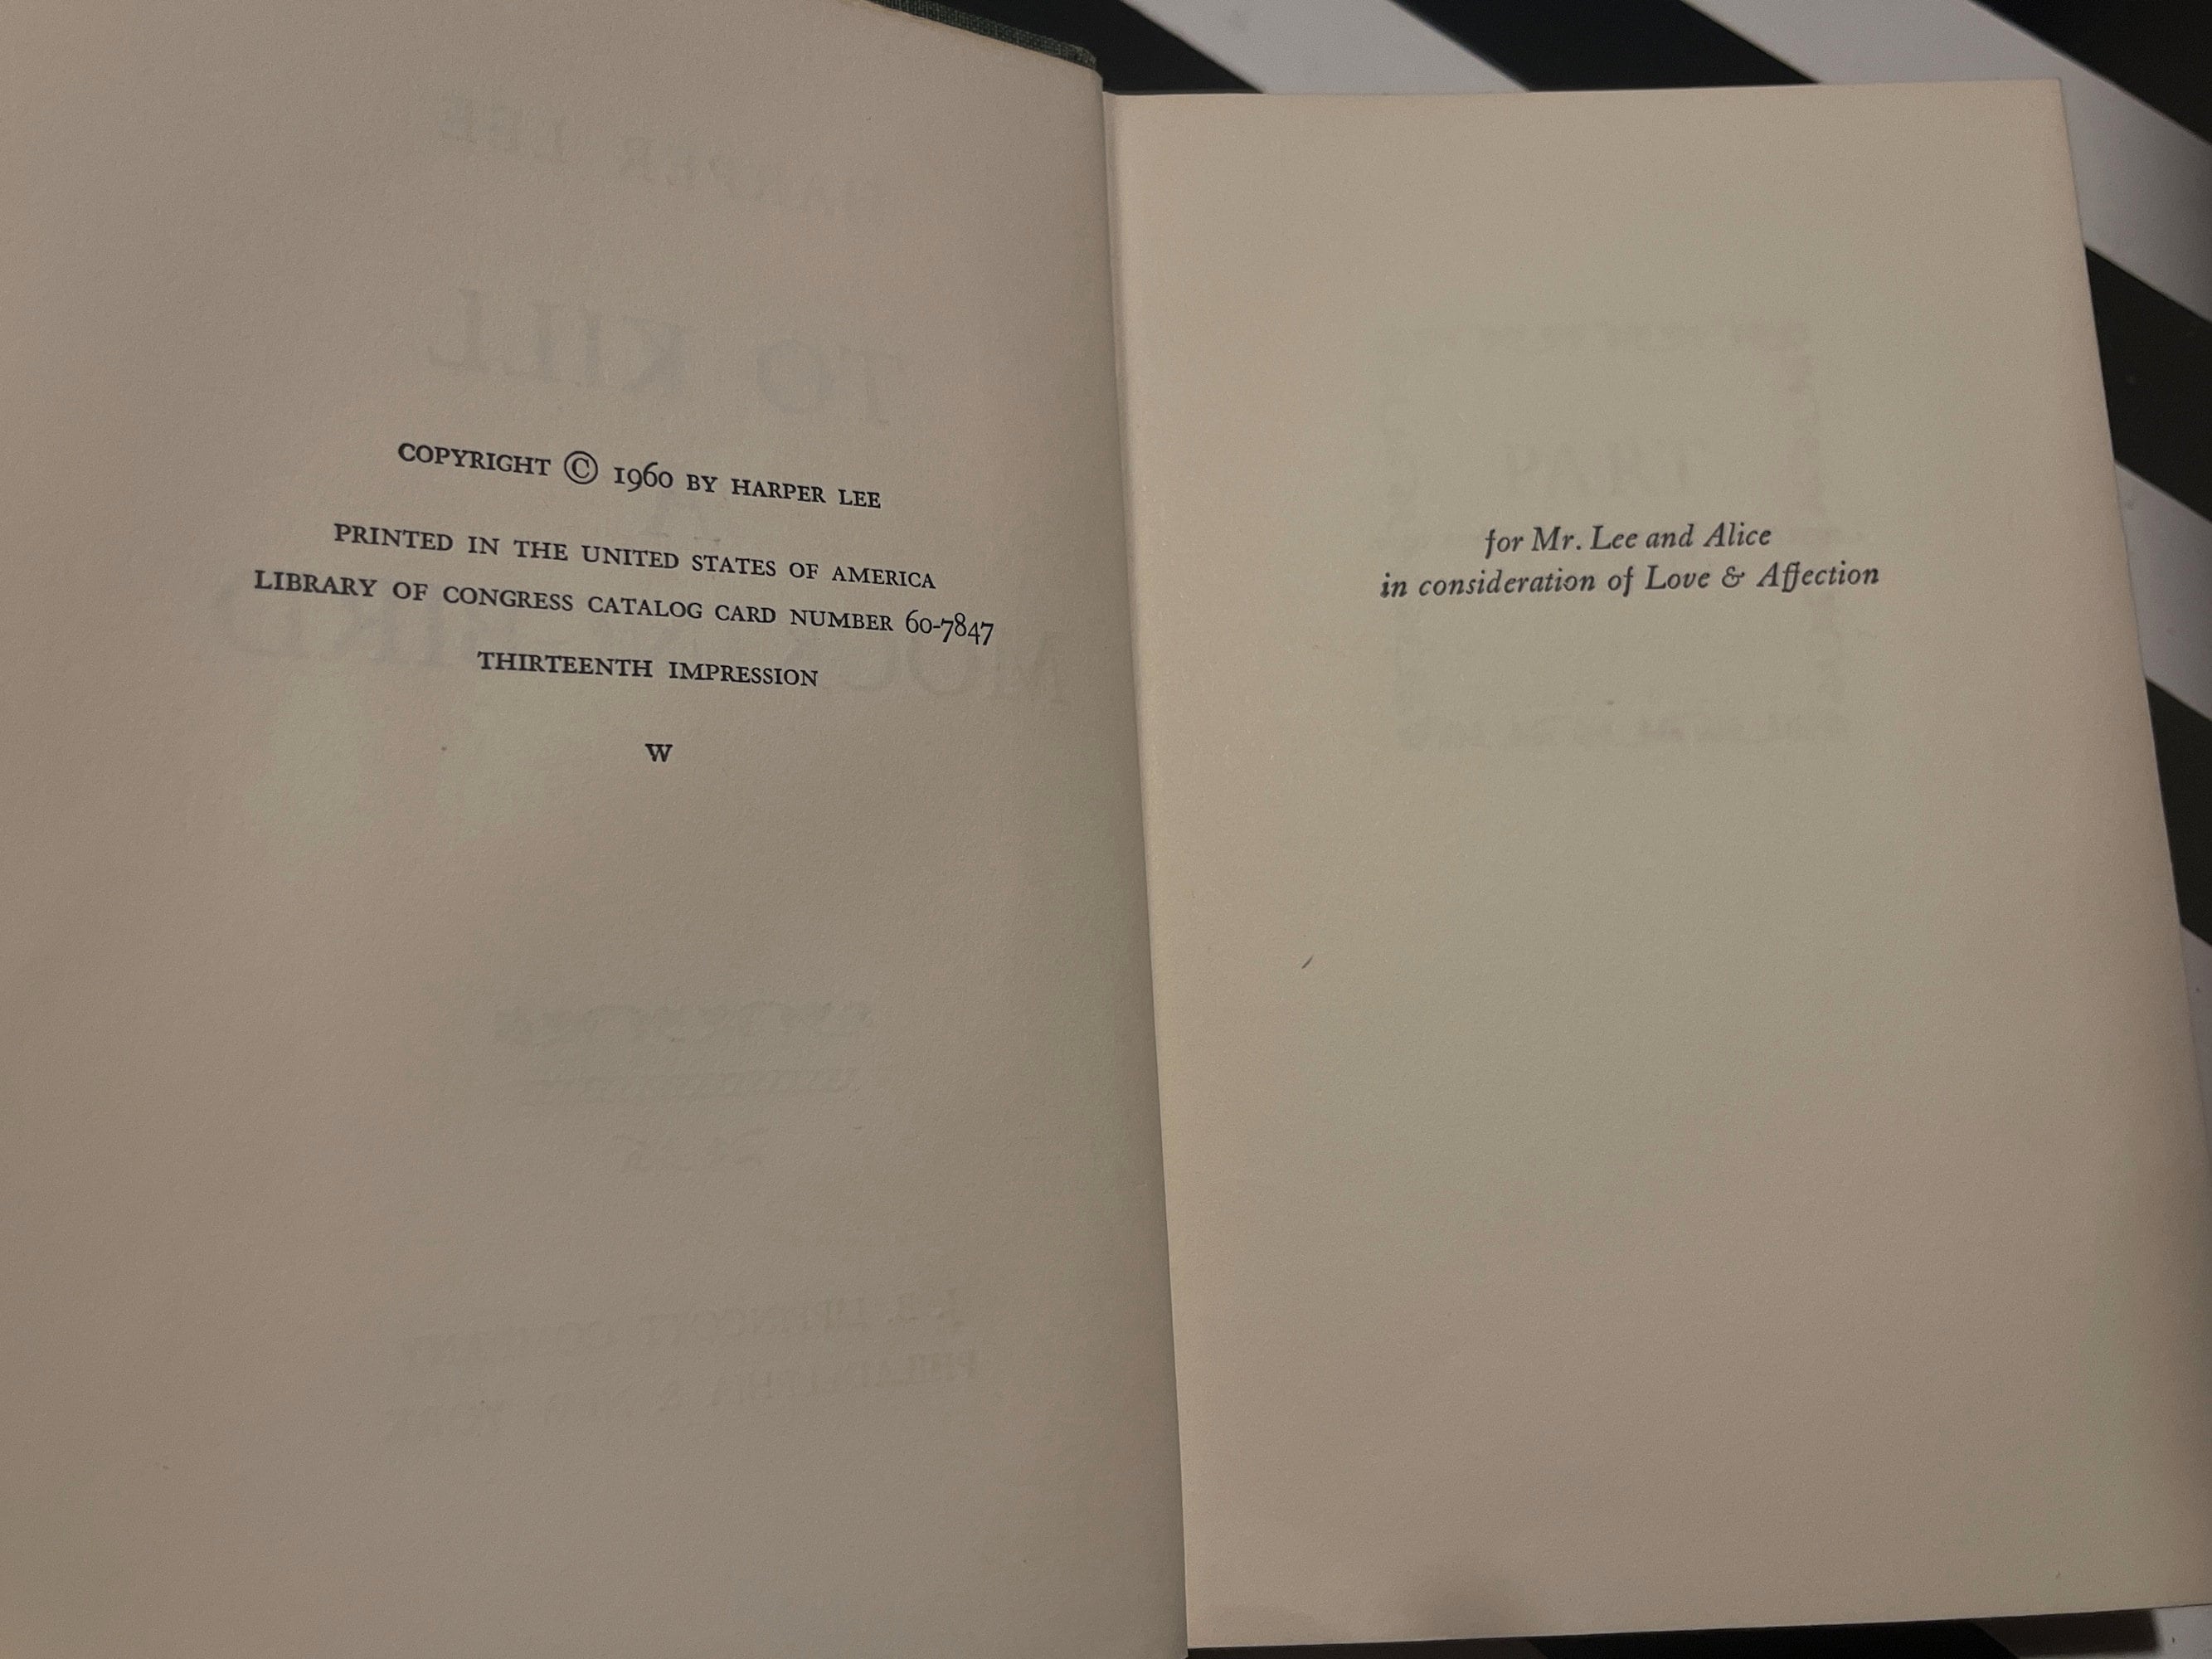 COPYRIGHT © 1960 BY HARPER LEE
PRINTED IN THE UNITED STATES OF AMERICA
LIBRARY OF CONGRESS CATALOG CARD NUMBER 60-7847
THIRTEENTH IMPRESSION
W
for Mr. Lee and Alice
in consideration of Love & Affection